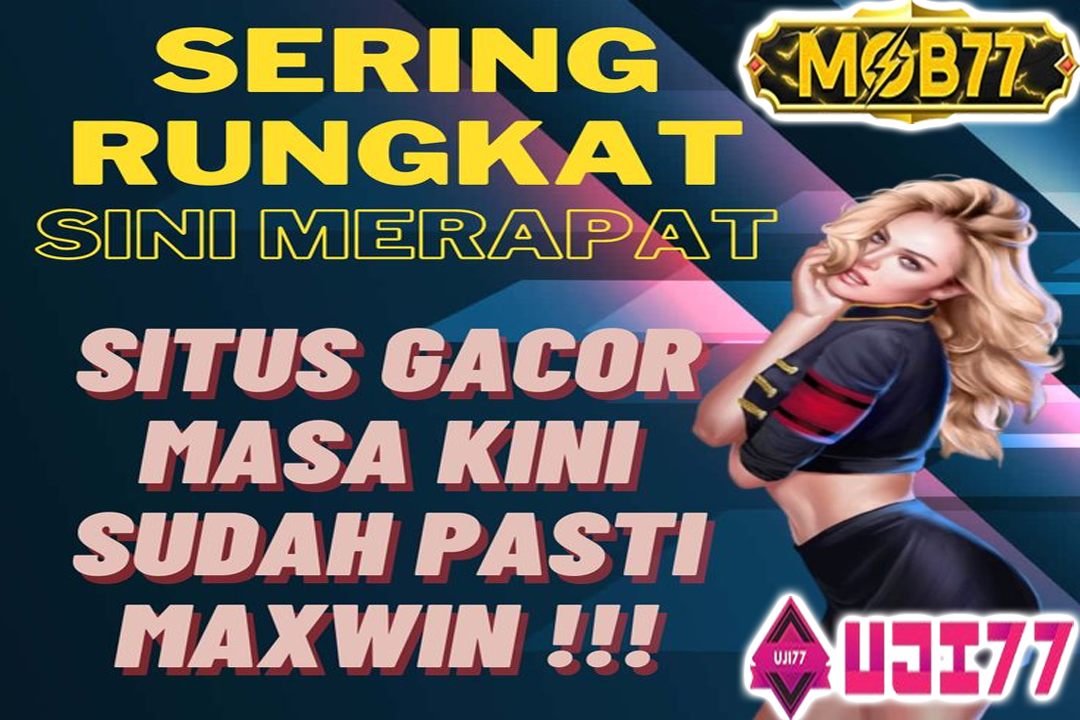 SERING
RUNGKAT
SINI MERAPAT
SITUS GACOR
MASA KINI
SUDAH PASTI
MAXWIN !!!
MOB77
UJI77
UJI77